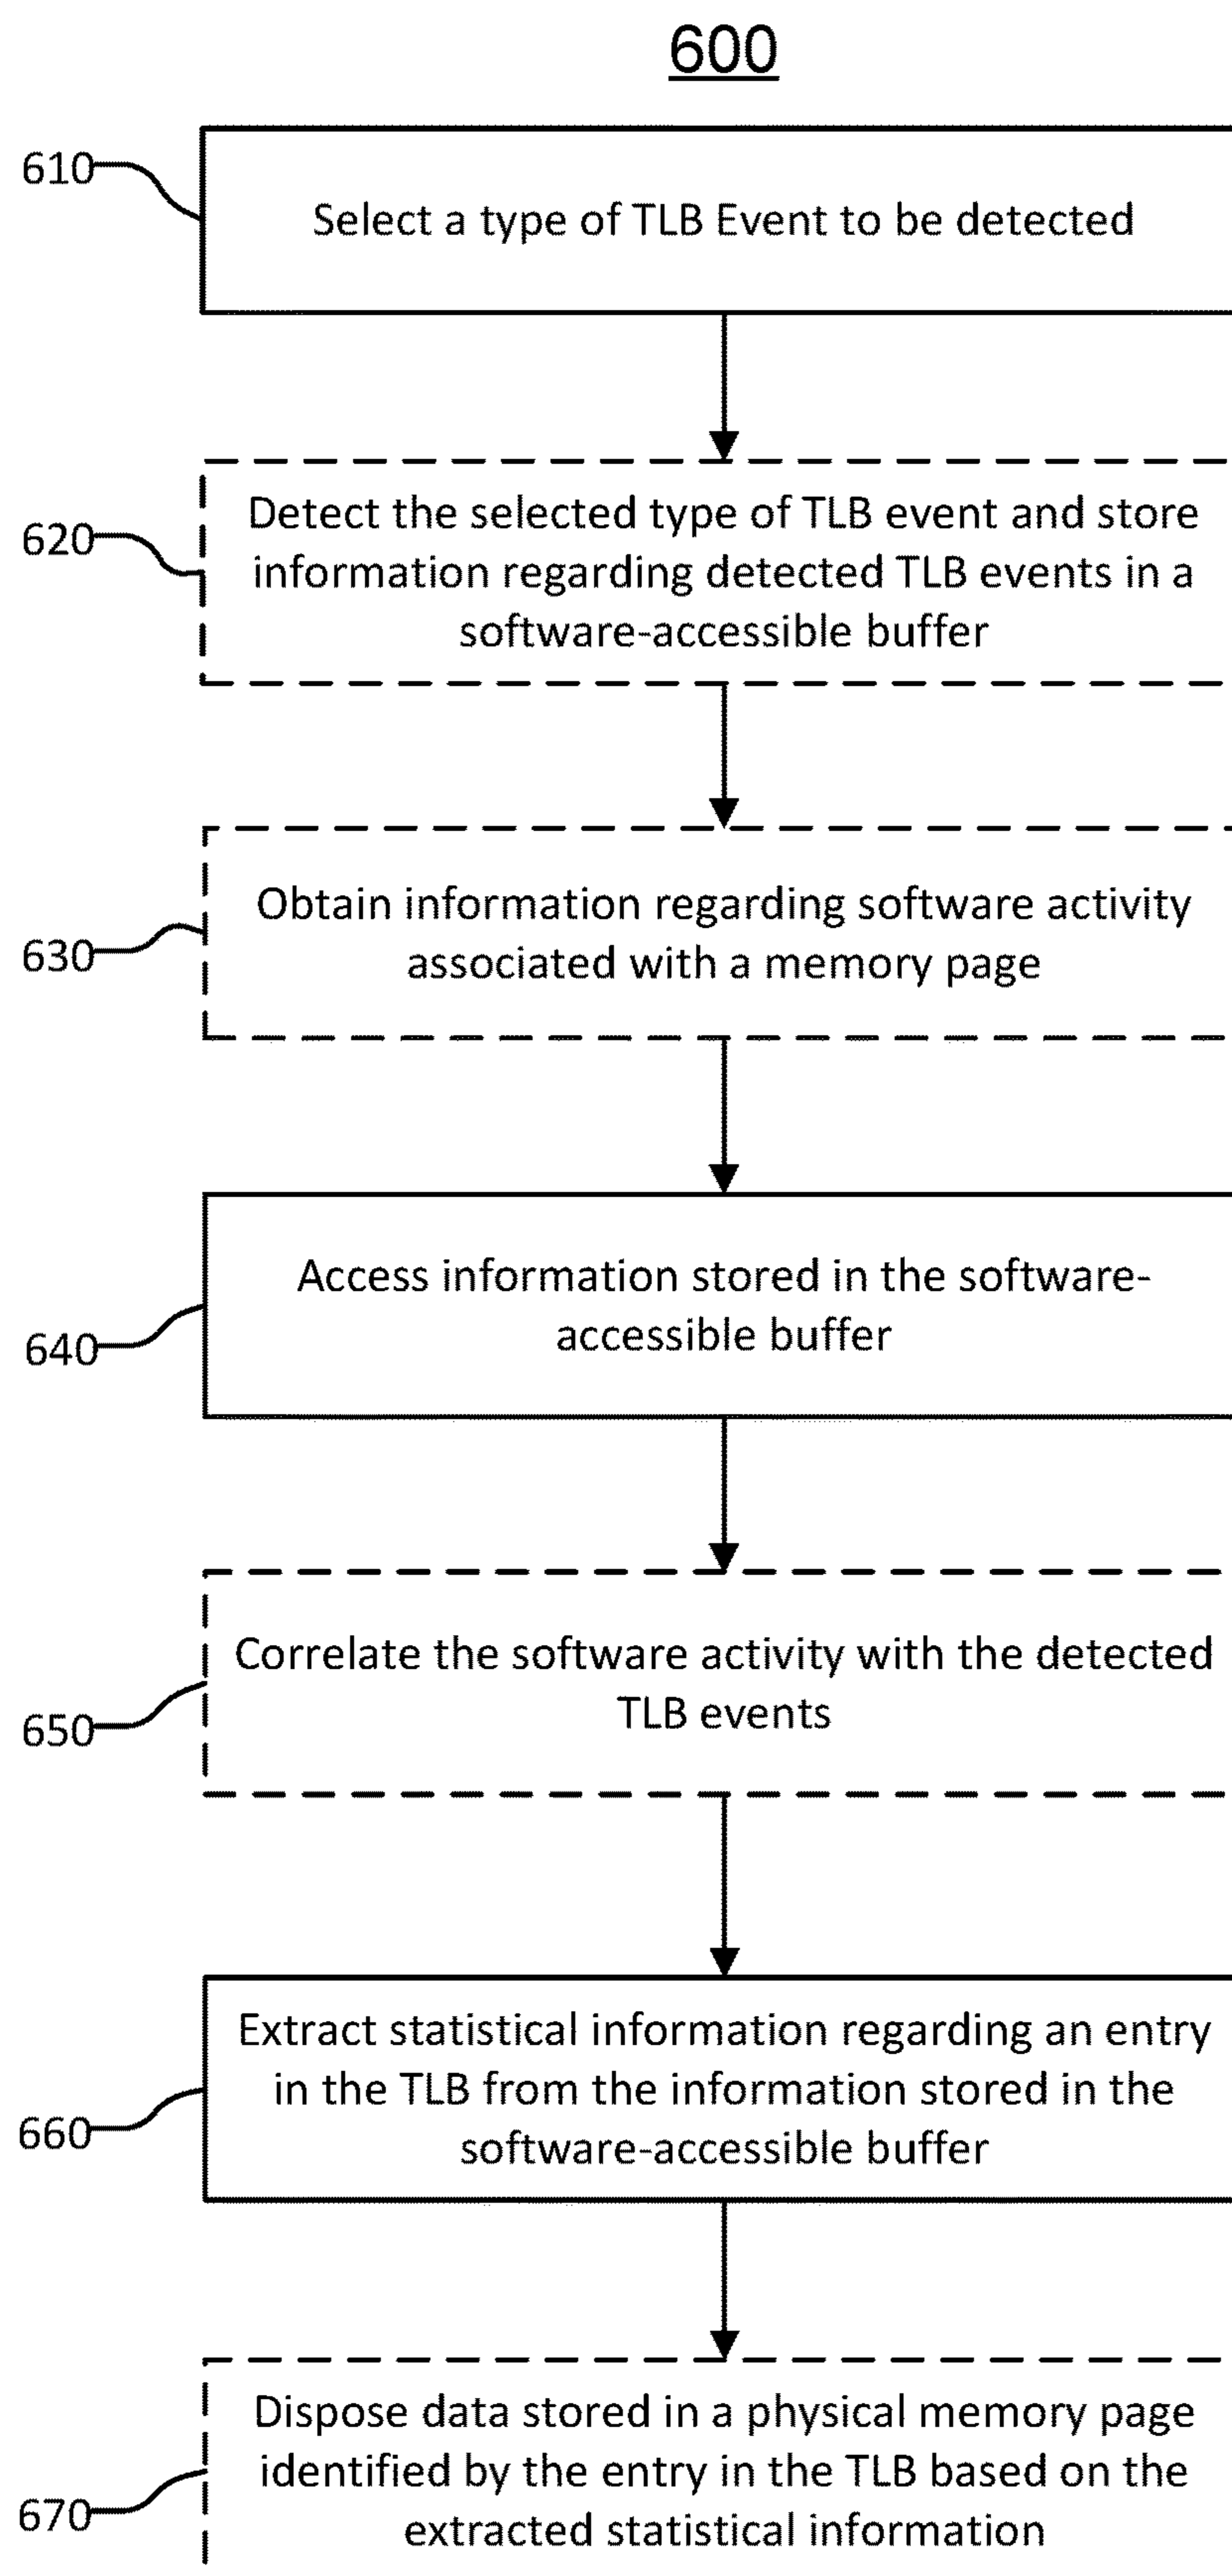 600
610
Select a type of TLB Event to be detected
620
Detect the selected type of TLB event and store
information regarding detected TLB events in a
software-accessible buffer
630
Obtain information regarding software activity
associated with a memory page
640
Access information stored in the software-
accessible buffer
650
Correlate the software activity with the detected
TLB events
660
Extract statistical information regarding an entry
in the TLB from the information stored in the
software-accessible buffer
670
Dispose data stored in a physical memory page
identified by the entry in the TLB based on the
extracted statistical information